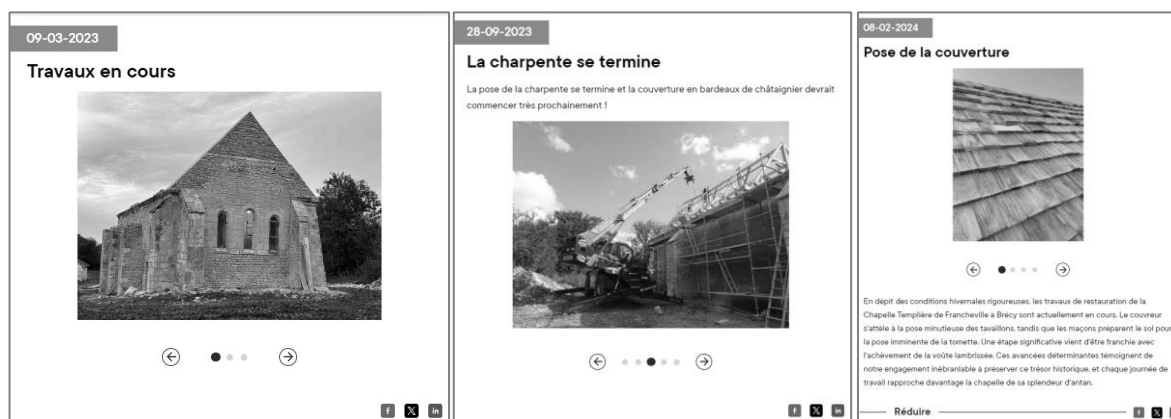 09-03-2023
Travaux en cours
28-09-2023
La charpente se termine
La pose de la charpente se termine et la couverture en bardeaux de châtaignier devrait
commencer très prochainement !
08-02-2024
Pose de la couverture
En dépit des conditions hivernales rigoureuses, les travaux de restauration de la
Chapelle Templière de Francheville à Brécy sont actuellement en cours. Le couvreur
s'attèle à la pose minutieuse des tavaillons, tandis que les maçons préparent le sol pour
la pose imminente de la tomette. Une étape significative vient d'être franchie avec
l'achèvement de la voûte lambrissée. Ces avancées déterminantes témoignent de
notre engagement inébranlable à préserver ce trésor historique, et chaque journée de
travail rapproche davantage la chapelle de sa splendeur d'antan.
Réduire